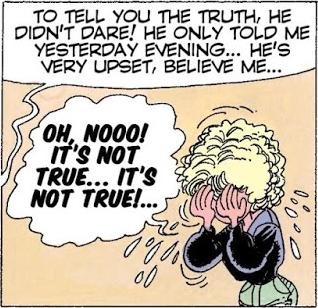 TO TELL YOU THE TRUTH, HE
DIDN'T DARE! HE ONLY TOLD ME
YESTERDAY EVENING... HE'S
VERY UPSET, BELIEVE ME...
OH, NOOO!
IT'S NOT
TRUE... IT'S
NOT TRUE!...